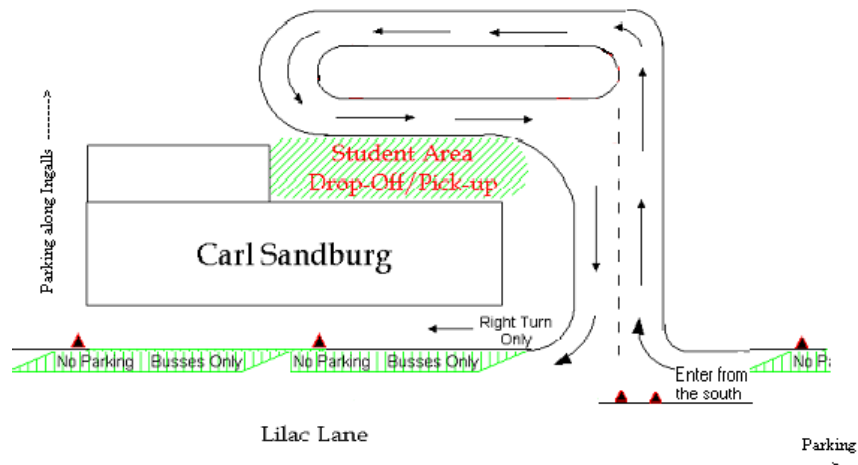 Parking along Ingalls ------->
Student Area
Drop-Off/Pick-up
Carl Sandburg
Right Turn
Only
No Parking Busses Only
No Parking Busses Only
Enter from
the south
No
Lilac Lane
Parking